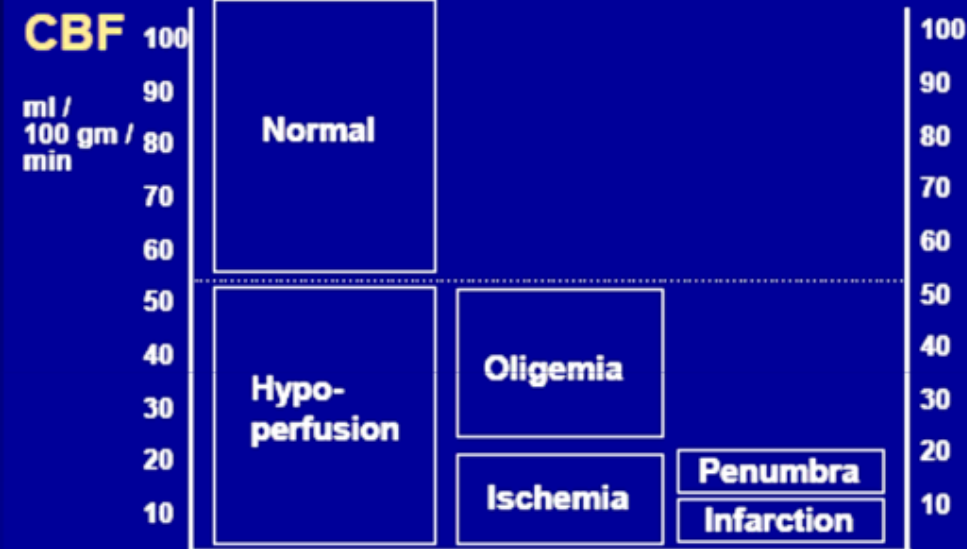 CBF
ml /
100 gm /
min
100
90
80
70
60
50
40
30
20
10
Normal
Hypo-
perfusion
Oligemia
Ischemia
Penumbra
Infarction
100
90
80
70
60
50
40
30
20
10